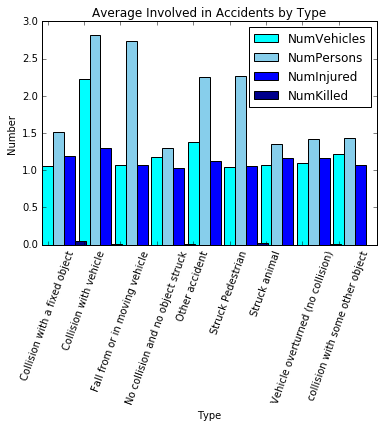 Average Involved in Accidents by Type
NumVehicles
NumPersons
NumInjured
NumKilled
Number
3.0
2.5
2.0
1.5
1.0
0.5
0.0
Collision with a fixed object
Collision with vehicle
Fall from or in moving vehicle
No collision and no object struck
Other accident
Struck Pedestrian
Struck animal
Vehicle overturned (no collision)
collision with some other object
Type